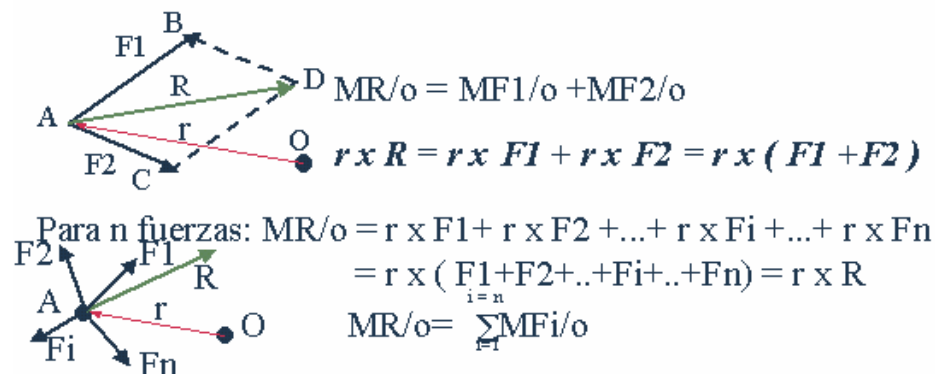 B
F1
D
R
MR/o = MF1/o +MF2/o
A
r
O
r x R = r x F1 + r x F2 = r x ( F1 +F2 )
F2
C
Para n fuerzas: MR/o = r x F1+ r x F2 +...+ r x Fi +...+ r x Fn
F2
F1
R
= r x ( F1+F2+..+Fi+..+Fn) = r x R
A
r
O
i = n
MR/o= ∑MFi/o
i=1
Fi
Fn